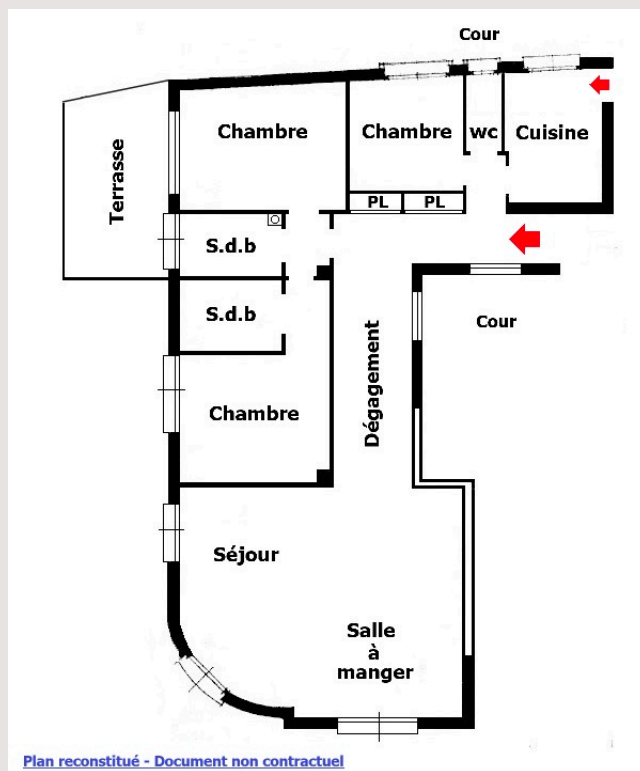 Cour
Chambre
Chambre
wc
Cuisine
Terrasse
PL
PL
S.d.b
S.d.b
Cour
Dégagement
Chambre
Séjour
Salle
à
manger
Plan reconstitué - Document non contractuel